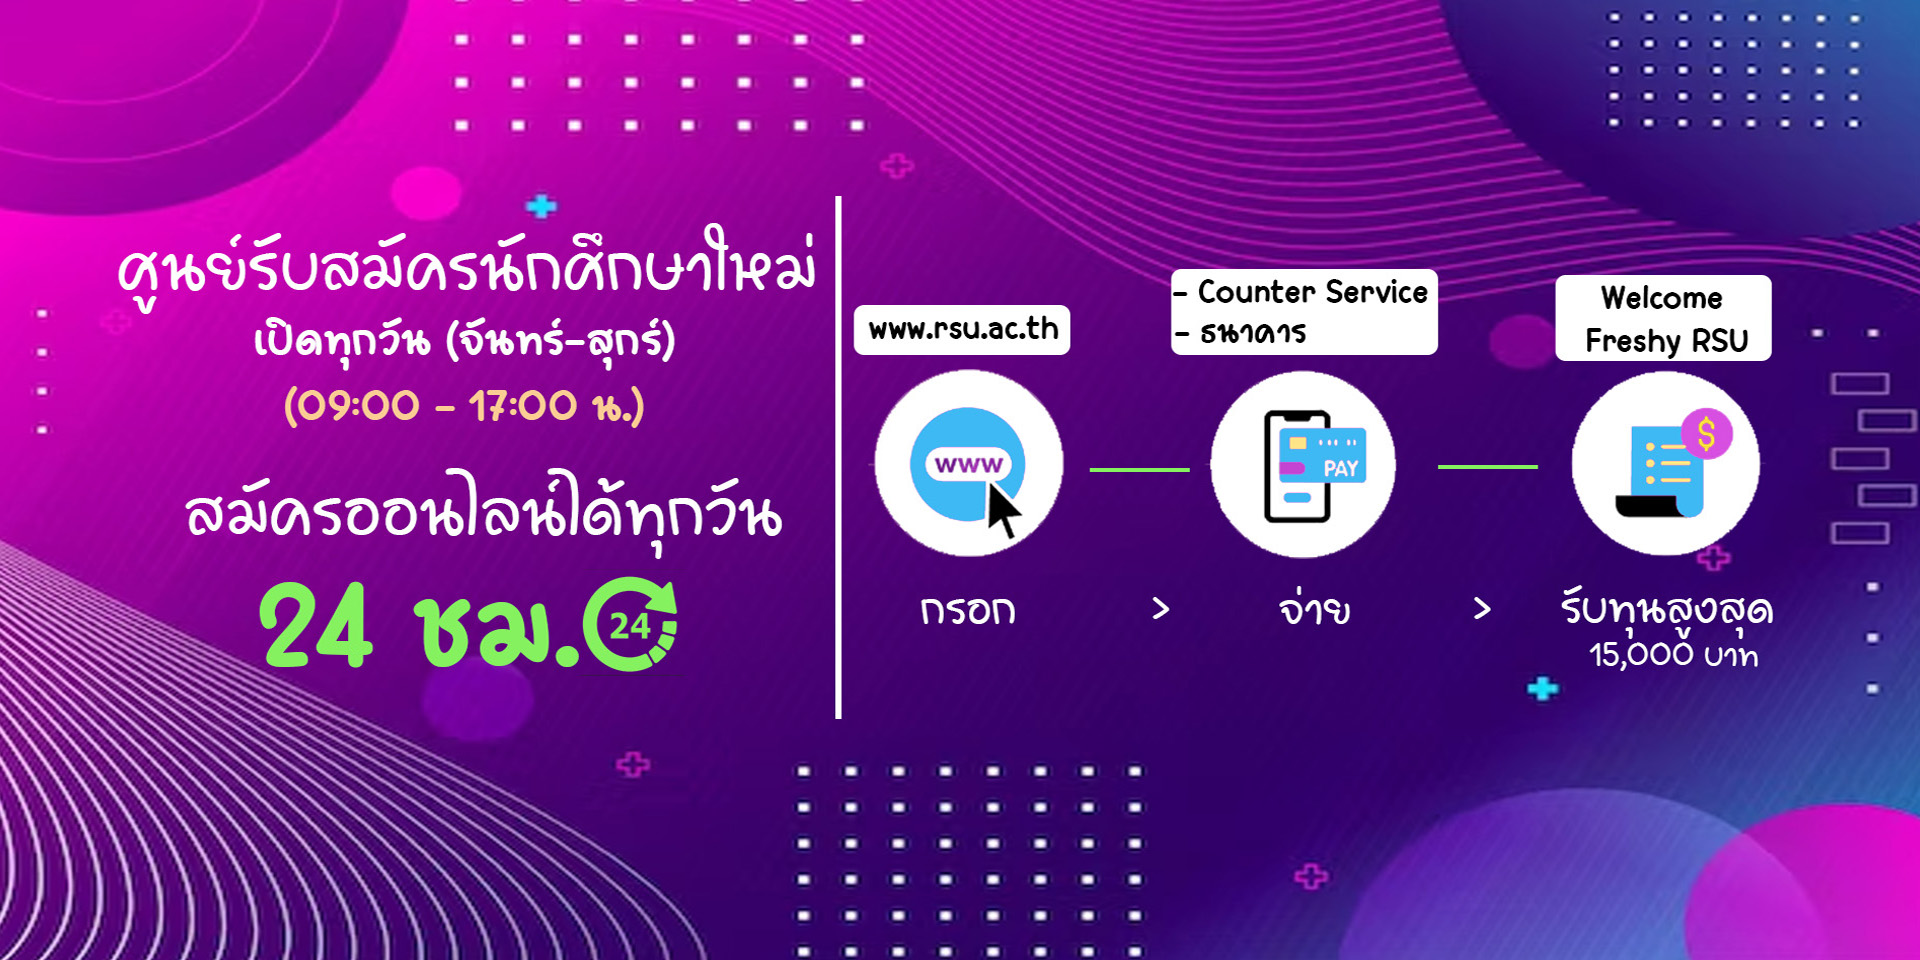 ศูนย์รับสมัครนักศึกษาใหม่
เปิดทุกวัน (จันทร์-สุกร์)
(09:00 - 17:00 น.)
สมัครออนไลน์ได้ทุกวัน
24 ชม.
24
www.rsu.ac.th
- Counter Service
- ธนาคาร
Welcome
Freshy RSU
www
PAY
$
กรอก > จ่าย > รับทุนสูงสุด
15,000 บาท